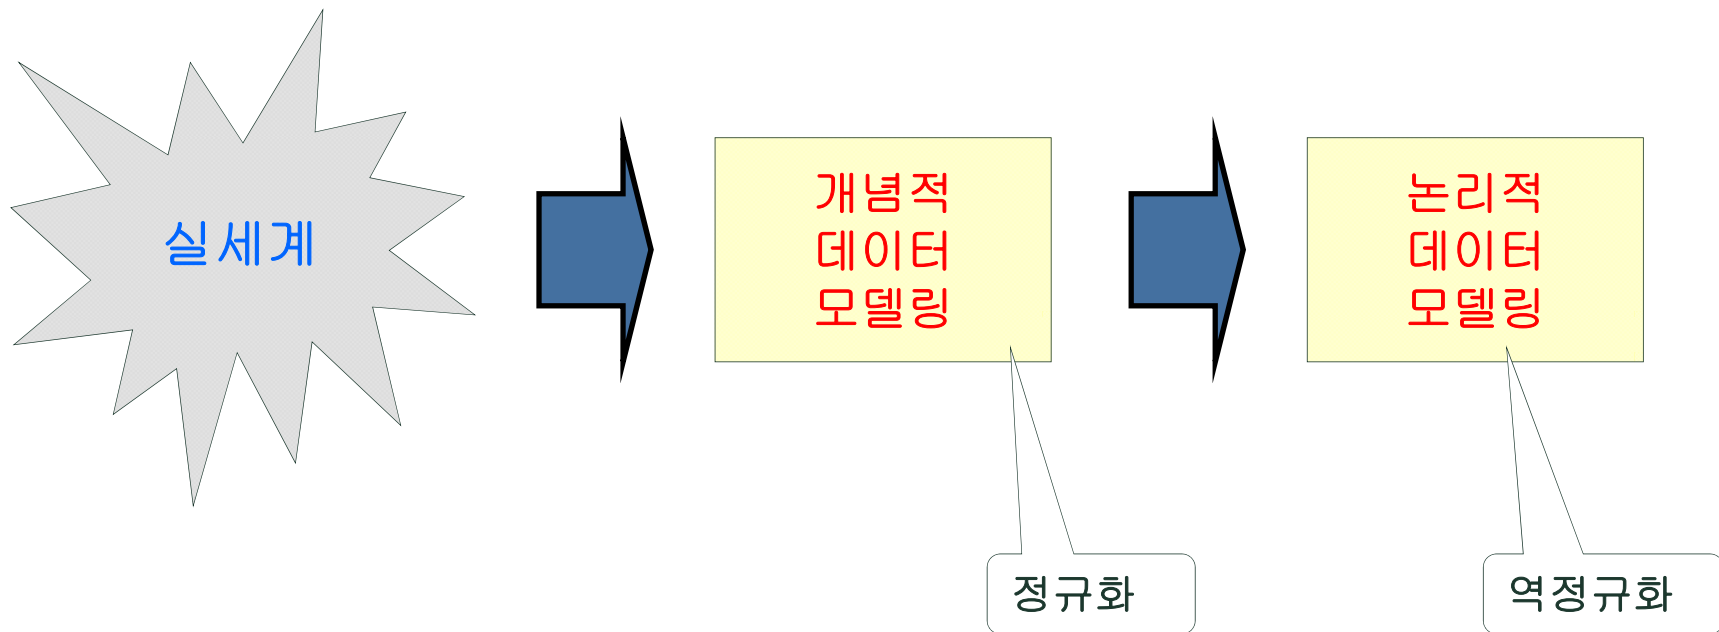 실세계
개념적
데이터
모델링
논리적
데이터
모델링
정규화
역정규화